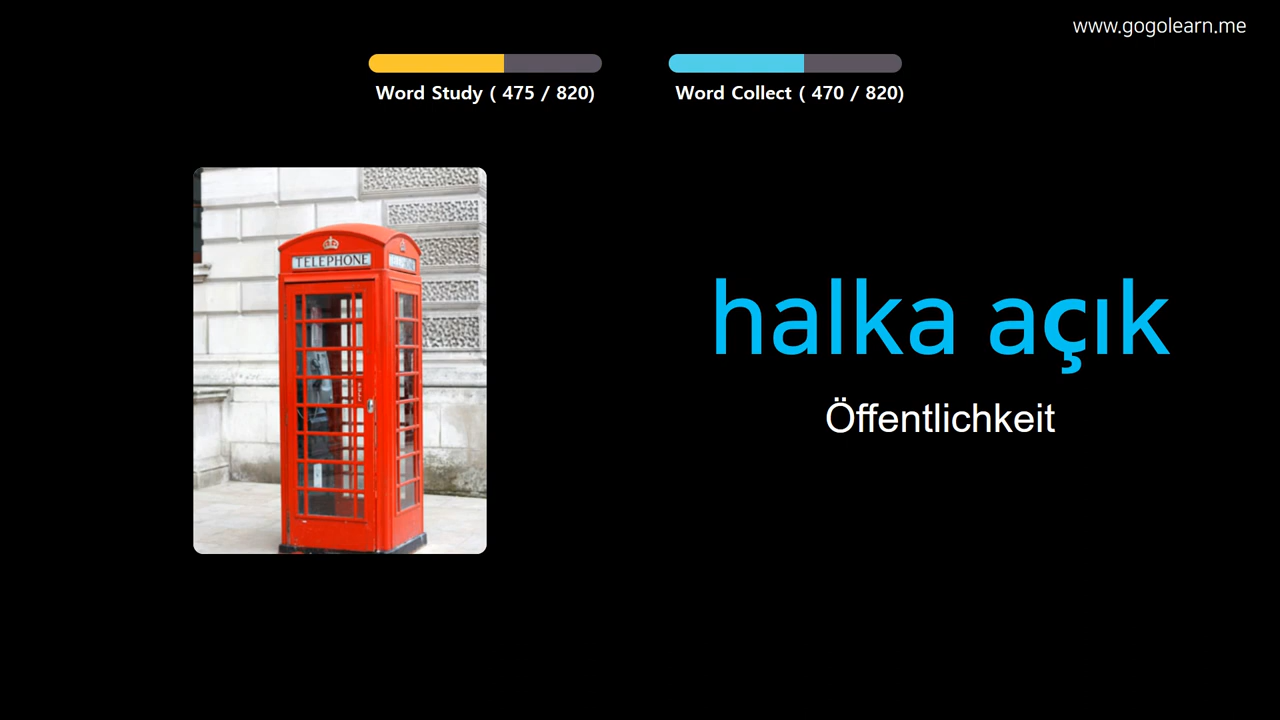 www.gogolearn.me
Word Study ( 475 / 820)
Word Collect ( 470 / 820)
TELEPHONE
halka açık
Öffentlichkeit